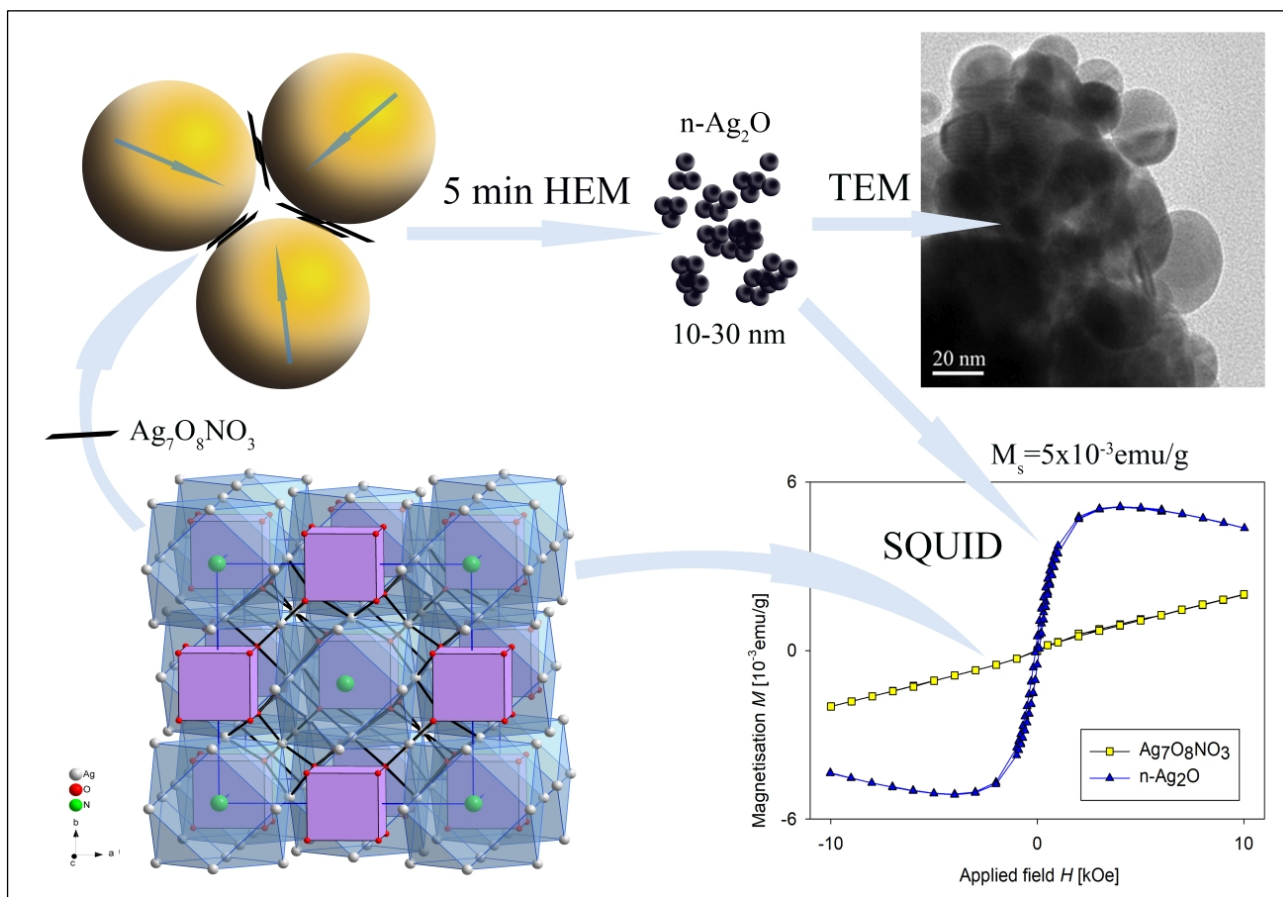 n-Ag₂O
5 min HEM
TEM
10-30 nm
20 nm
Ag₇O₈NO₃
Mₛ=5x10⁻³emu/g
SQUID
6
0
-6
Magnetisation M [10⁻³emu/g]
-10
0
10
Applied field H [kOe]
Ag₇O₈NO₃
n-Ag₂O
Ag
O
N
b
c
a